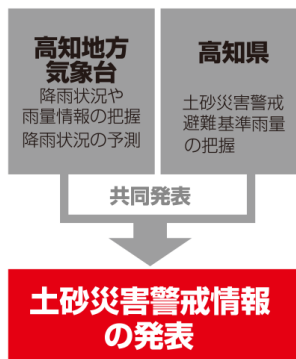 高知地方
気象台
降雨状況や
雨量情報の把握
降雨状況の予測
高知県
土砂災害警戒
避難基準雨量
の把握
共同発表
土砂災害警戒情報
の発表